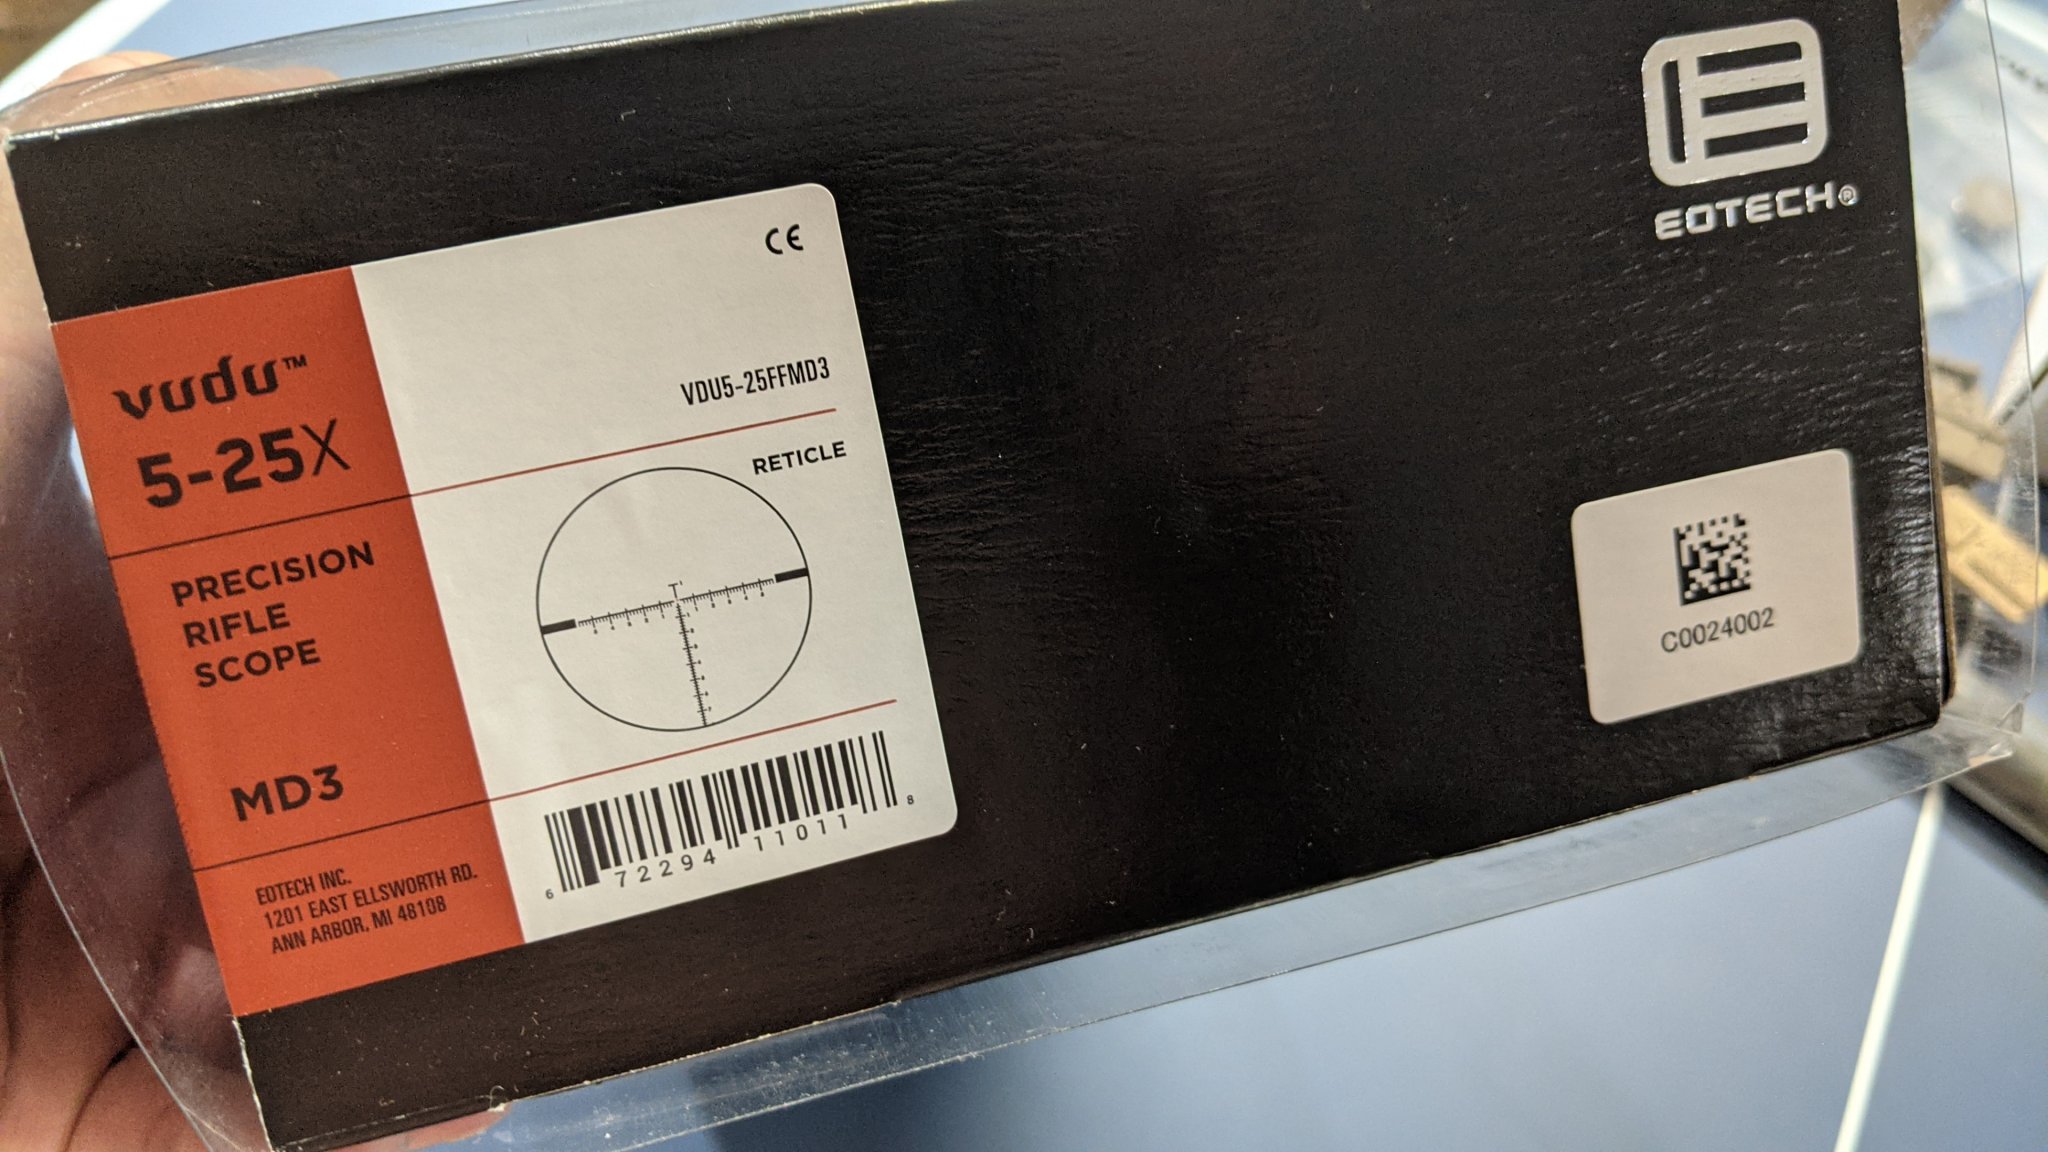 EOTECH®
CE
vudu™
5-25X
VDU5-25FFMD3
RETICLE
PRECISION
RIFLE
SCOPE
MD3
EOTECH INC.
1201 EAST ELLSWORTH RD.
ANN ARBOR, MI 48108
6 72294 11011 8
C0024002